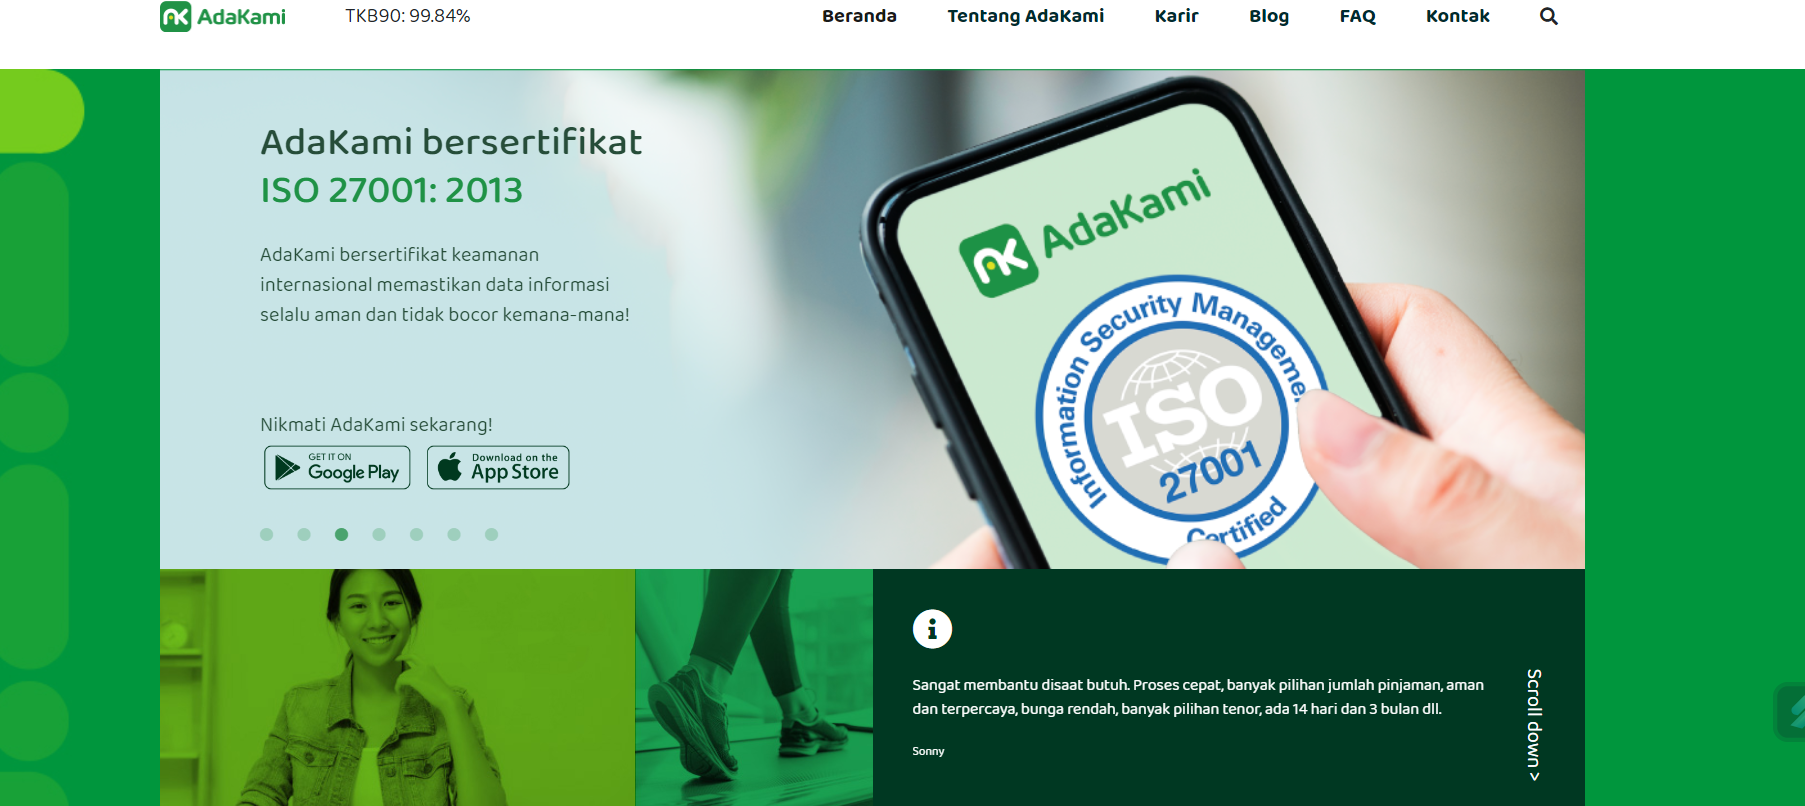 AdaKami
TKB90: 99.84%
Beranda
Tentang AdaKami
Karir
Blog
FAQ
Kontak
AdaKami bersertifikat
ISO 27001: 2013
AdaKami bersertifikat keamanan
internasional memastikan data informasi
selalu aman dan tidak bocor kemana-mana!
Nikmati AdaKami sekarang!
GET IT ON
Google Play
Download on the
App Store
AdaKami
Information Security Manageme
ISO
27001
Certified
Sangat membantu disaat butuh. Proses cepat, banyak pilihan jumlah pinjaman, aman
dan terpercaya, bunga rendah, banyak pilihan tenor, ada 14 hari dan 3 bulan dll.
Sonny
Scroll down >